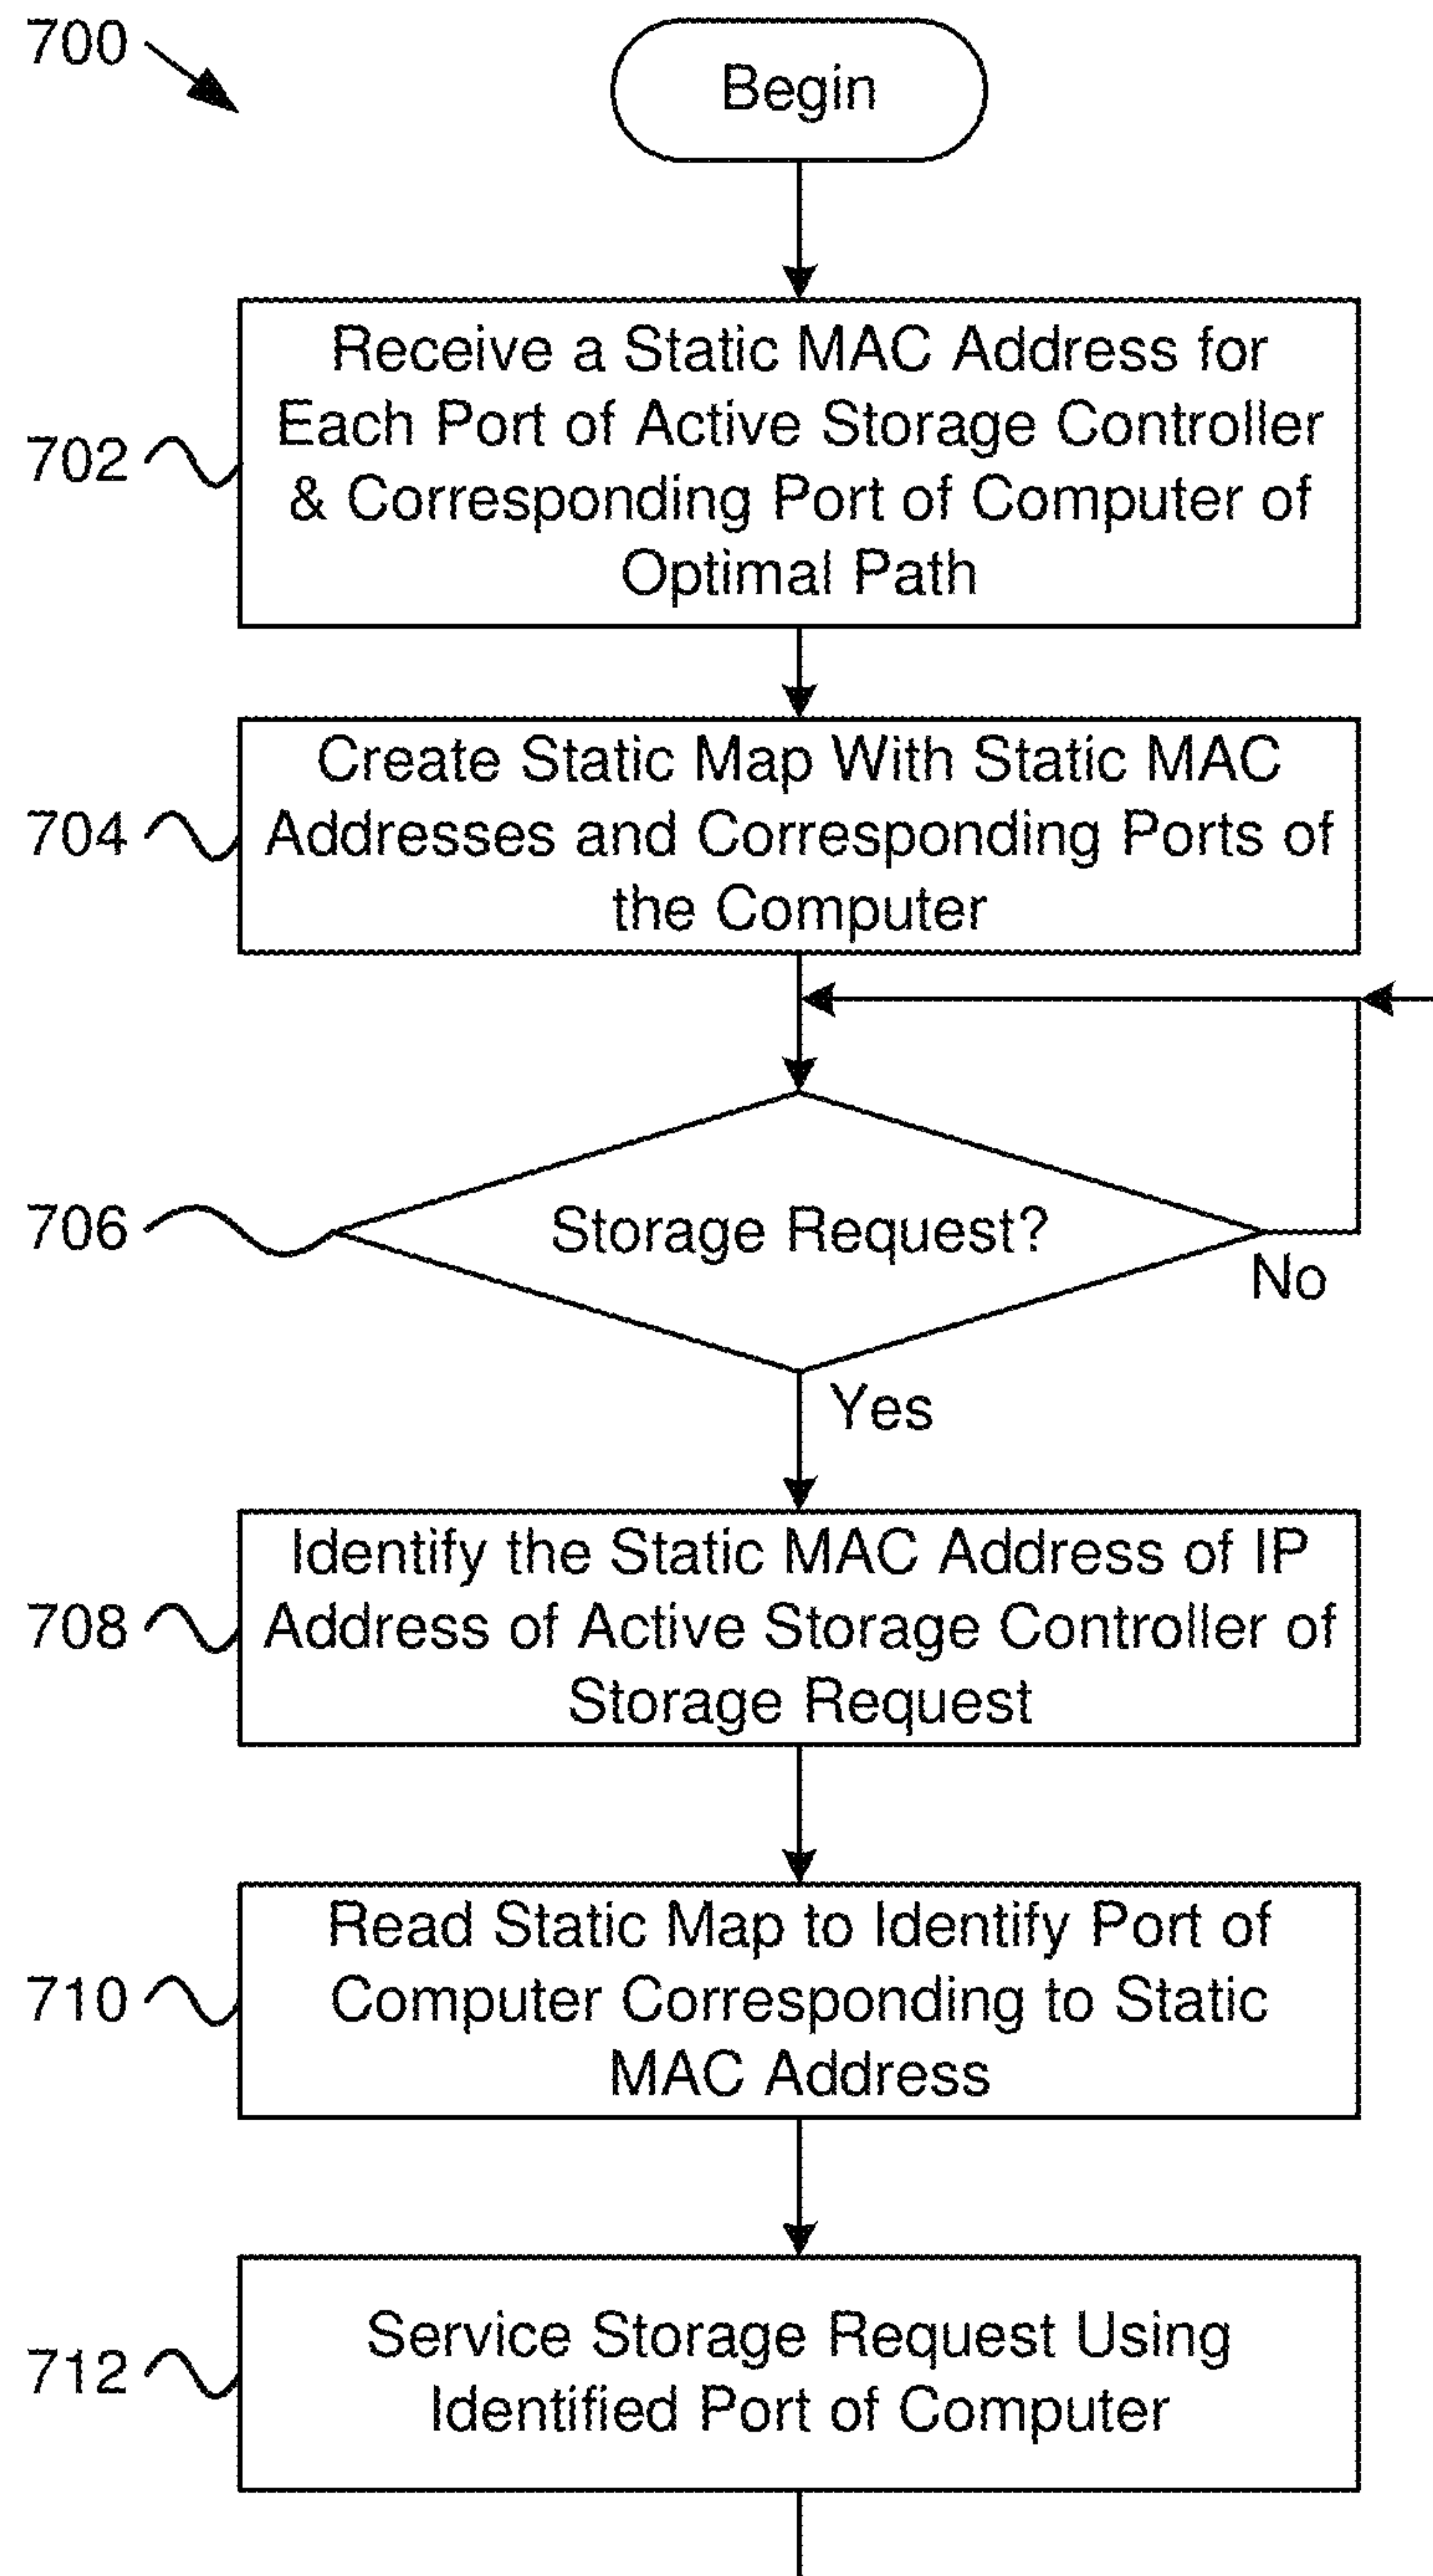 700
Begin
702
Receive a Static MAC Address for
Each Port of Active Storage Controller
& Corresponding Port of Computer of
Optimal Path
704
Create Static Map With Static MAC
Addresses and Corresponding Ports of
the Computer
706
Storage Request?
No
Yes
708
Identify the Static MAC Address of IP
Address of Active Storage Controller of
Storage Request
710
Read Static Map to Identify Port of
Computer Corresponding to Static
MAC Address
712
Service Storage Request Using
Identified Port of Computer